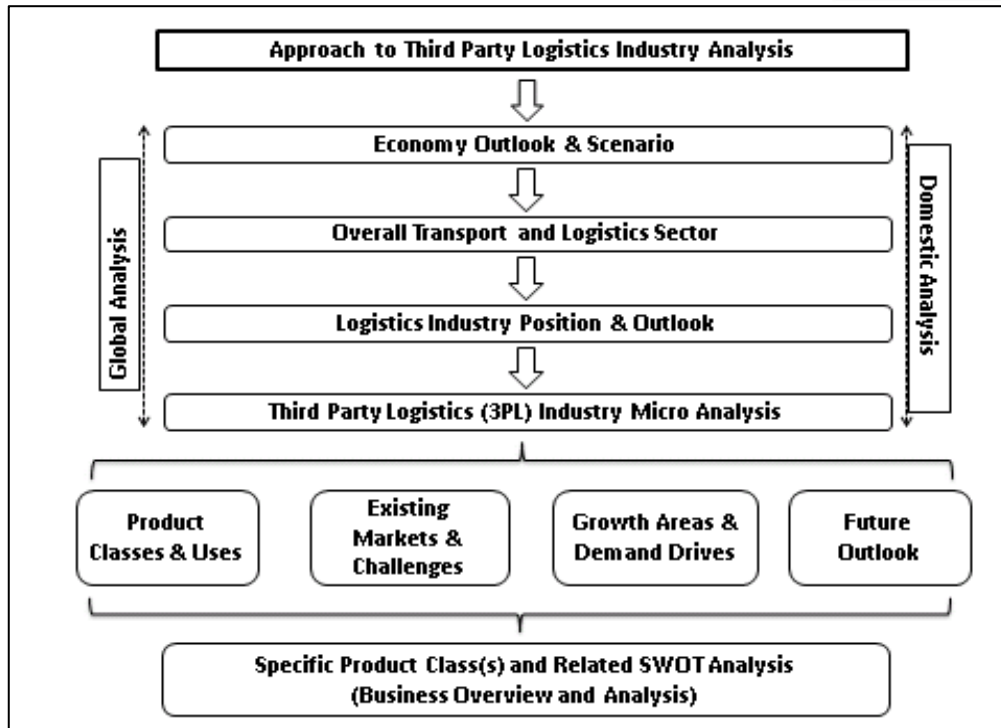 Approach to Third Party Logistics Industry Analysis
Economy Outlook & Scenario
Overall Transport and Logistics Sector
Logistics Industry Position & Outlook
Third Party Logistics (3PL) Industry Micro Analysis
Global Analysis
Domestic Analysis
Product
Classes & Uses
Existing
Markets &
Challenges
Growth Areas &
Demand Drives
Future
Outlook
Specific Product Class(s) and Related SWOT Analysis
(Business Overview and Analysis)